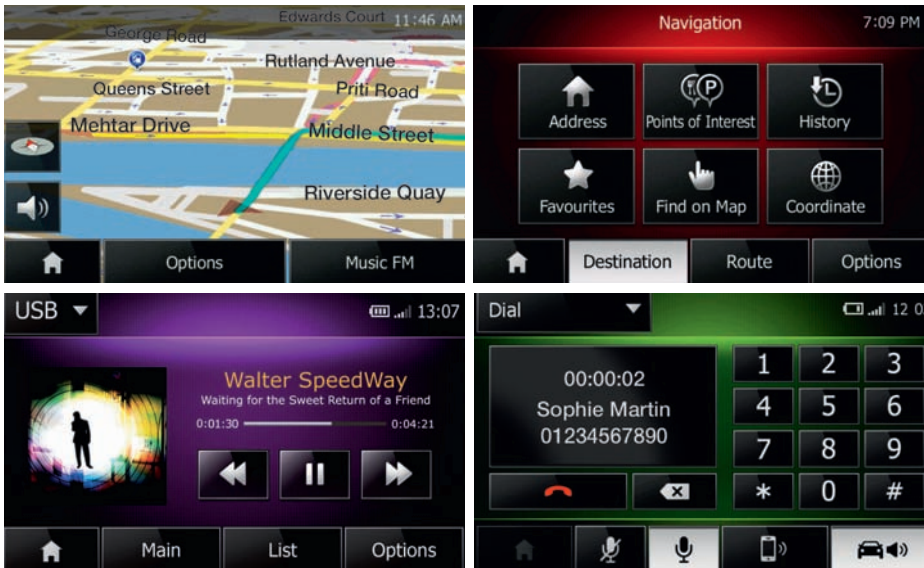 Edwards Court 11:46 AM
George Road
Rutland Avenue
Queens Street
Priti Road
Mehtar Drive
Middle Street
Riverside Quay
Options
Music FM
Navigation 7:09 PM
Address
Points of Interest
History
Favourites
Find on Map
Coordinate
Destination
Route
Options
USB 13:07
Walter SpeedWay
Waiting for the Sweet Return of a Friend
0:01:30 0:04:21
Main
List
Options
Dial 12 0
00:00:02
Sophie Martin
01234567890
1 2 3
4 5 6
7 8 9
* 0 #